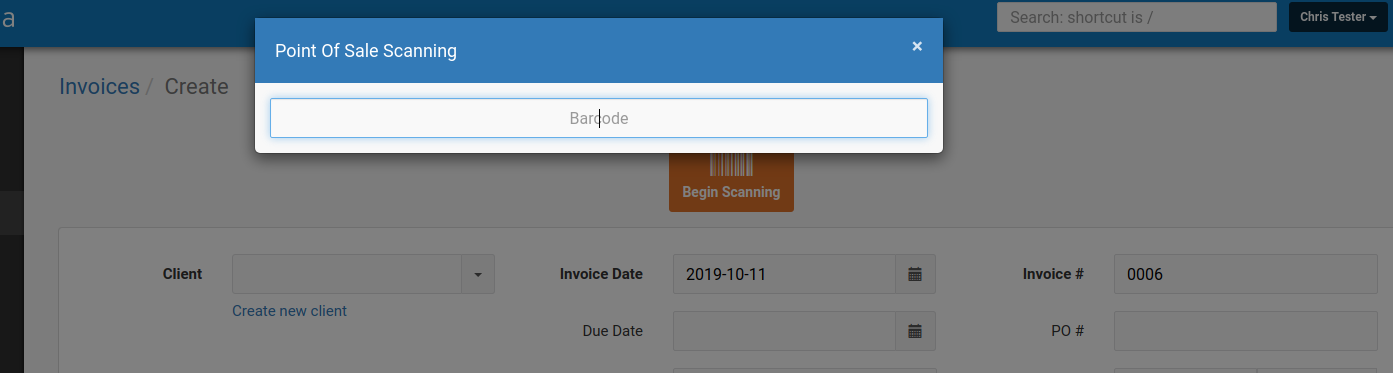 a
Search: shortcut is /
Chris Tester
Point Of Sale Scanning
×
Invoices / Create
Barcode
Begin Scanning
Client
Invoice Date
2019-10-11
Invoice #
0006
Create new client
Due Date
PO #